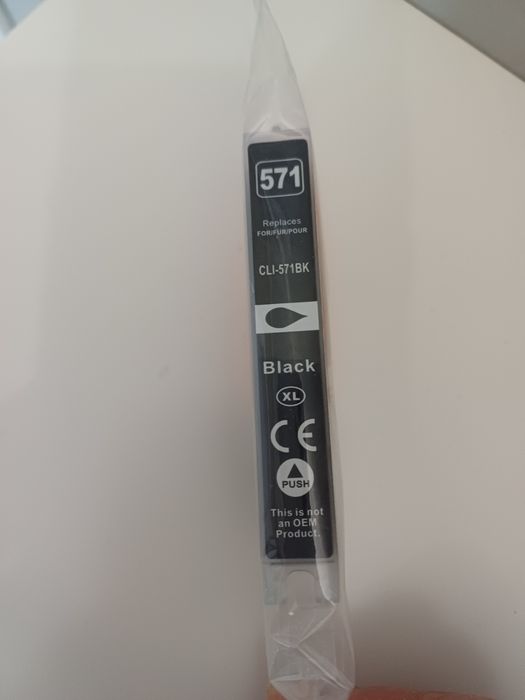 571
Replaces
FOR/FUR/POUR
CLI-571BK
Black
XL
CE
PUSH
This is not
an OEM
Product.